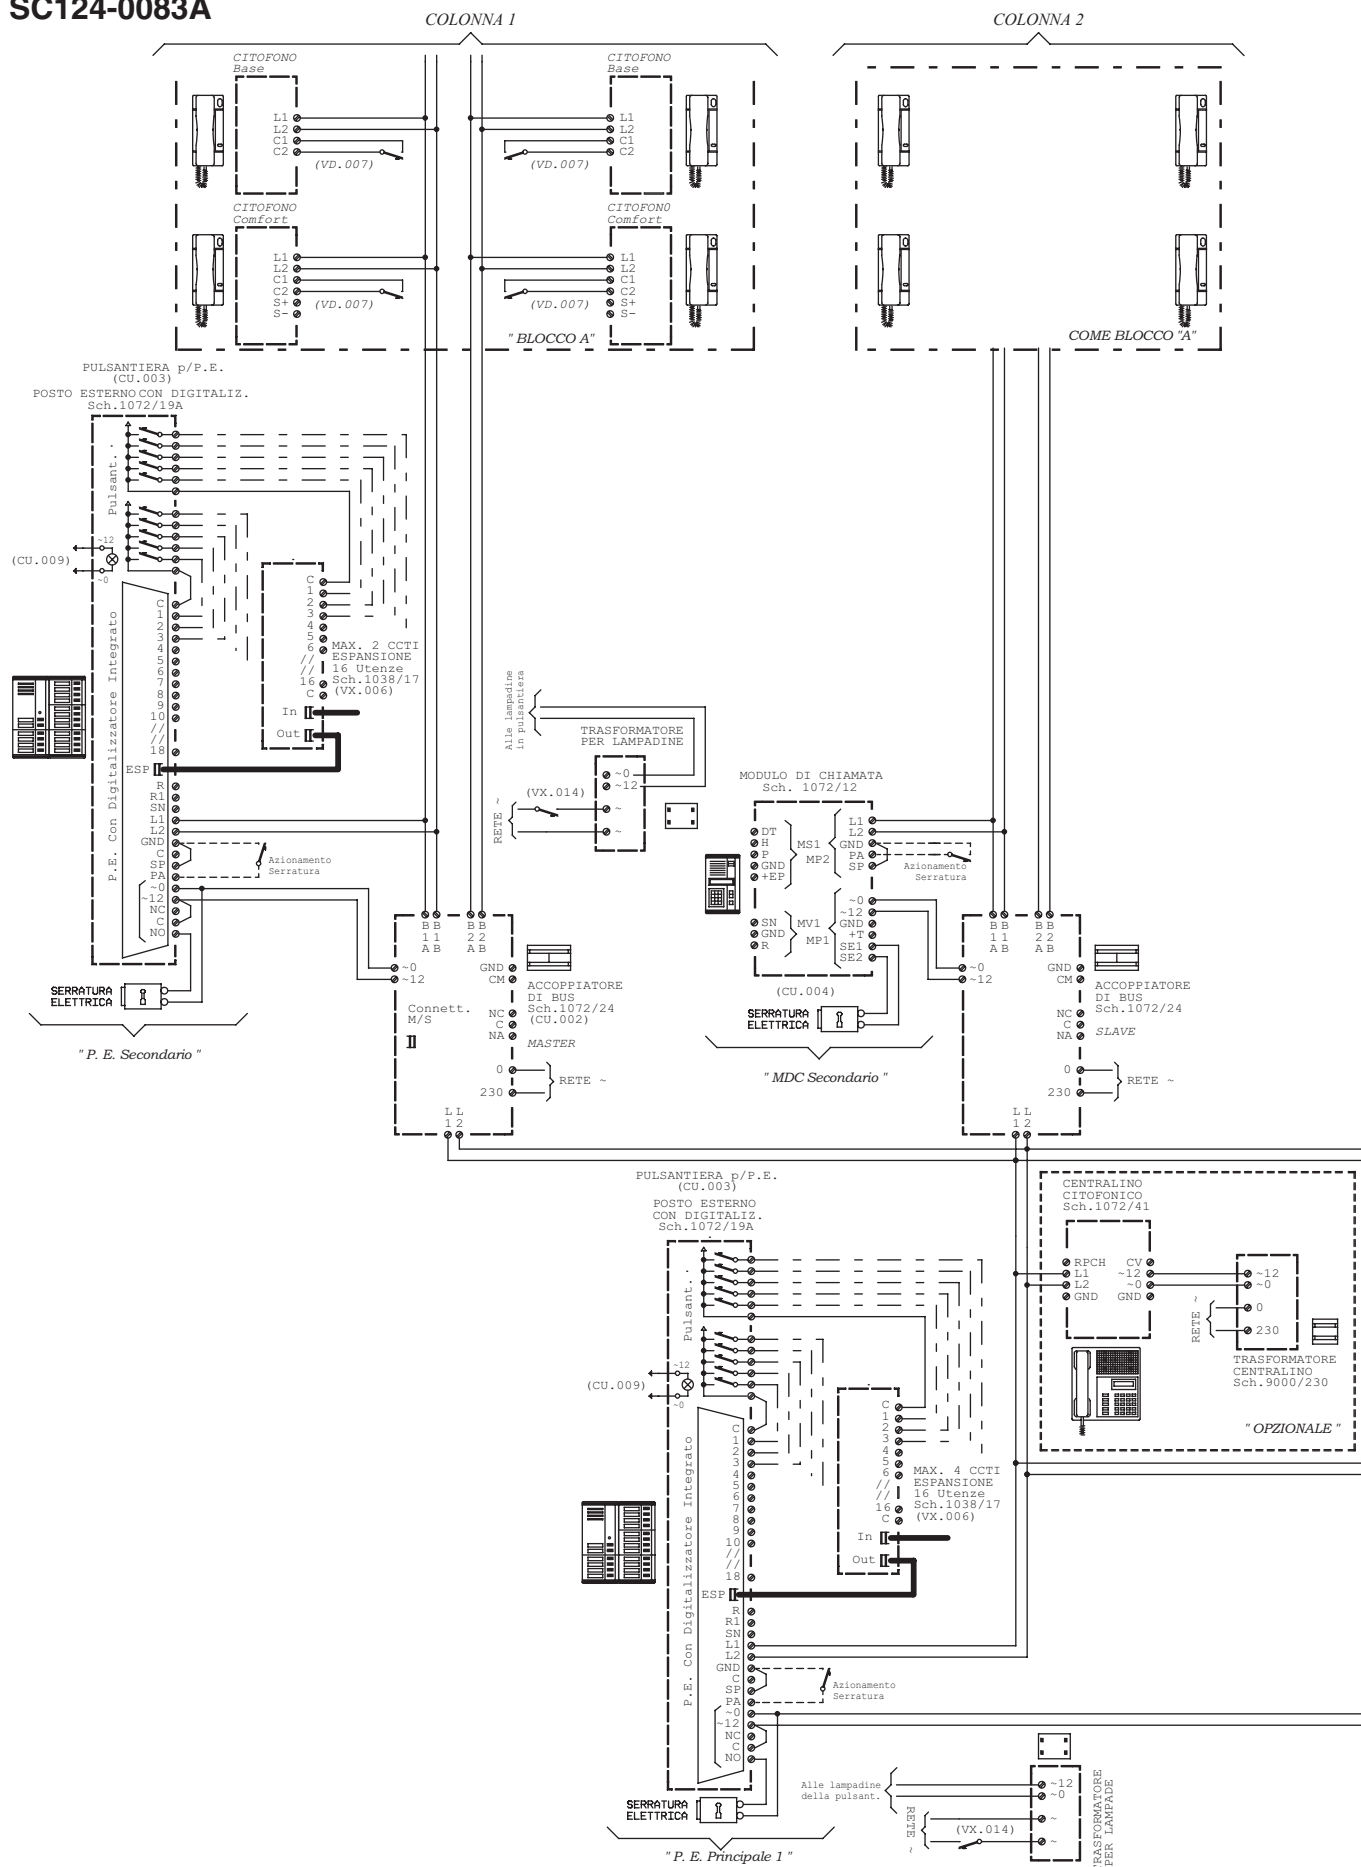 SC124-0083A
COLONNA 1
COLONNA 2
CITOFONO
Base
L1
L2
C1
C2
(VD.007)
CITOFONO
Base
L1
L2
C1
C2
(VD.007)
CITOFONO
Comfort
L1
L2
C1
C2
S+
S-
(VD.007)
CITOFON0
Comfort
L1
L2
C1
C2
S+
S-
(VD.007)
" BLOCCO A"
COME BLOCCO "A"
PULSANTIERA p/P.E.
(CU.003)
POSTO ESTERNO CON DIGITALIZ.
Sch.1072/19A
Pulsant. .
~12
~0
(CU.009)
P.E. Con Digitalizzatore Integrato
C
1
2
3
4
5
6
7
8
9
10
//
//
18
ESP
R
R1
SN
L1
L2
GND
C
SP
PA
~0
~12
NC
C
NO
C
1
2
3
4
5
6
//
//
16
C
In
Out
MAX. 2 CCTI
ESPANSIONE
16 Utenze
Sch.1038/17
(VX.006)
Azionamento
Serratura
SERRATURA
ELETTRICA
" P. E. Secondario "
Alle lampadine
in pulsantiera
TRASFORMATORE
PER LAMPADINE
~0
~12
~
~
(VX.014)
RETE ~
MODULO DI CHIAMATA
Sch. 1072/12
DT
H
P
GND
+EP
MS1
MP2
L1
L2
GND
PA
SP
SN
GND
R
MV1
MP1
~0
~12
GND
+T
SE1
SE2
Azionamento
Serratura
(CU.004)
SERRATURA
ELETTRICA
" MDC Secondario "
B1A
B1B
B2A
B2B
~0
~12
GND
CM
Connett.
M/S
NC
C
NA
0
230
L1
L2
ACCOPPIATORE
DI BUS
Sch.1072/24
(CU.002)
MASTER
RETE ~
B1A
B1B
B2A
B2B
~0
~12
GND
CM
NC
C
NA
0
230
L1
L2
ACCOPPIATORE
DI BUS
Sch.1072/24
SLAVE
RETE ~
PULSANTIERA p/P.E.
(CU.003)
POSTO ESTERNO
CON DIGITALIZ.
Sch.1072/19A
Pulsant. .
~12
~0
(CU.009)
P.E. Con Digitalizzatore Integrato
C
1
2
3
4
5
6
7
8
9
10
//
//
18
ESP
R
R1
SN
L1
L2
GND
C
SP
PA
~0
~12
NC
C
NO
C
1
2
3
4
5
6
//
//
16
C
In
Out
MAX. 4 CCTI
ESPANSIONE
16 Utenze
Sch.1038/17
(VX.006)
Azionamento
Serratura
SERRATURA
ELETTRICA
" P. E. Principale 1 "
CENTRALINO
CITOFONICO
Sch.1072/41
RPCH
L1
L2
GND
CV
~12
~0
GND
~12
~0
0
230
RETE ~
TRASFORMATORE
CENTRALINO
Sch.9000/230
" OPZIONALE "
Alle lampadine
della pulsant.
~12
~0
~
~
RETE ~
(VX.014)
TRASFORMATORE
PER LAMPADE